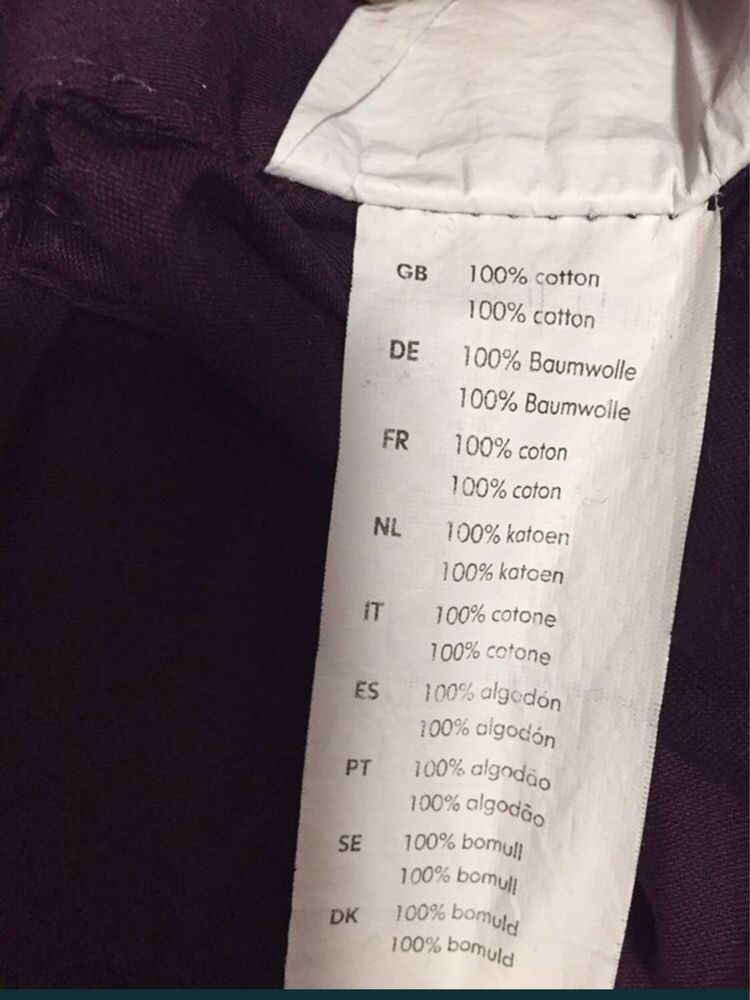 GB 100% cotton
100% cotton
DE 100% Baumwolle
100% Baumwolle
FR 100% coton
100% coton
NL 100% katoen
100% katoen
IT 100% cotone
100% cotone
ES 100% algodón
100% algodón
PT 100% algodão
100% algodão
SE 100% bomull
100% bomull
DK 100% bomuld
100% bomuld